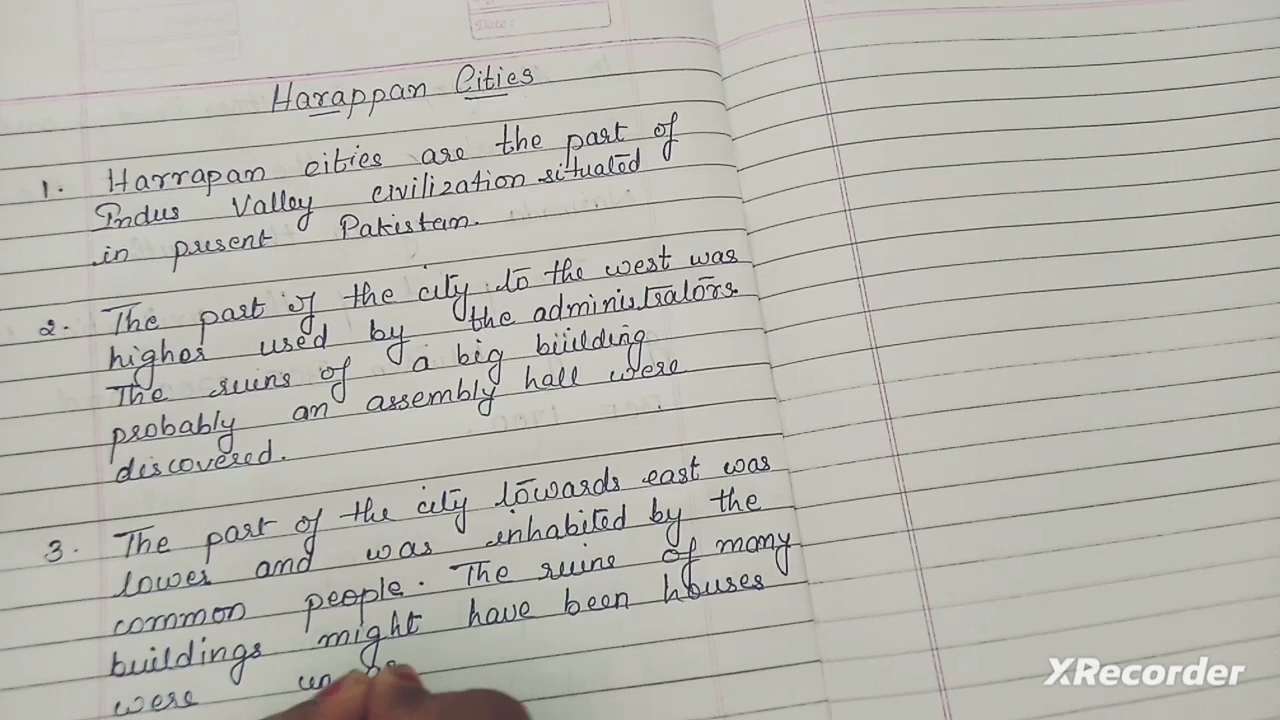 Date:
Harappan Cities
1. Harrapan cities are the part of
Indus Valley civilization situated
in present Pakistan.
2. The part of the city to the west was
higher used by the administrators.
The ruins of a big building
probably an assembly hall were
discovered.
3. The part of the city towards east was
lower and was inhabited by the
common people. The ruins of many
buildings might have been houses
were
XRecorder